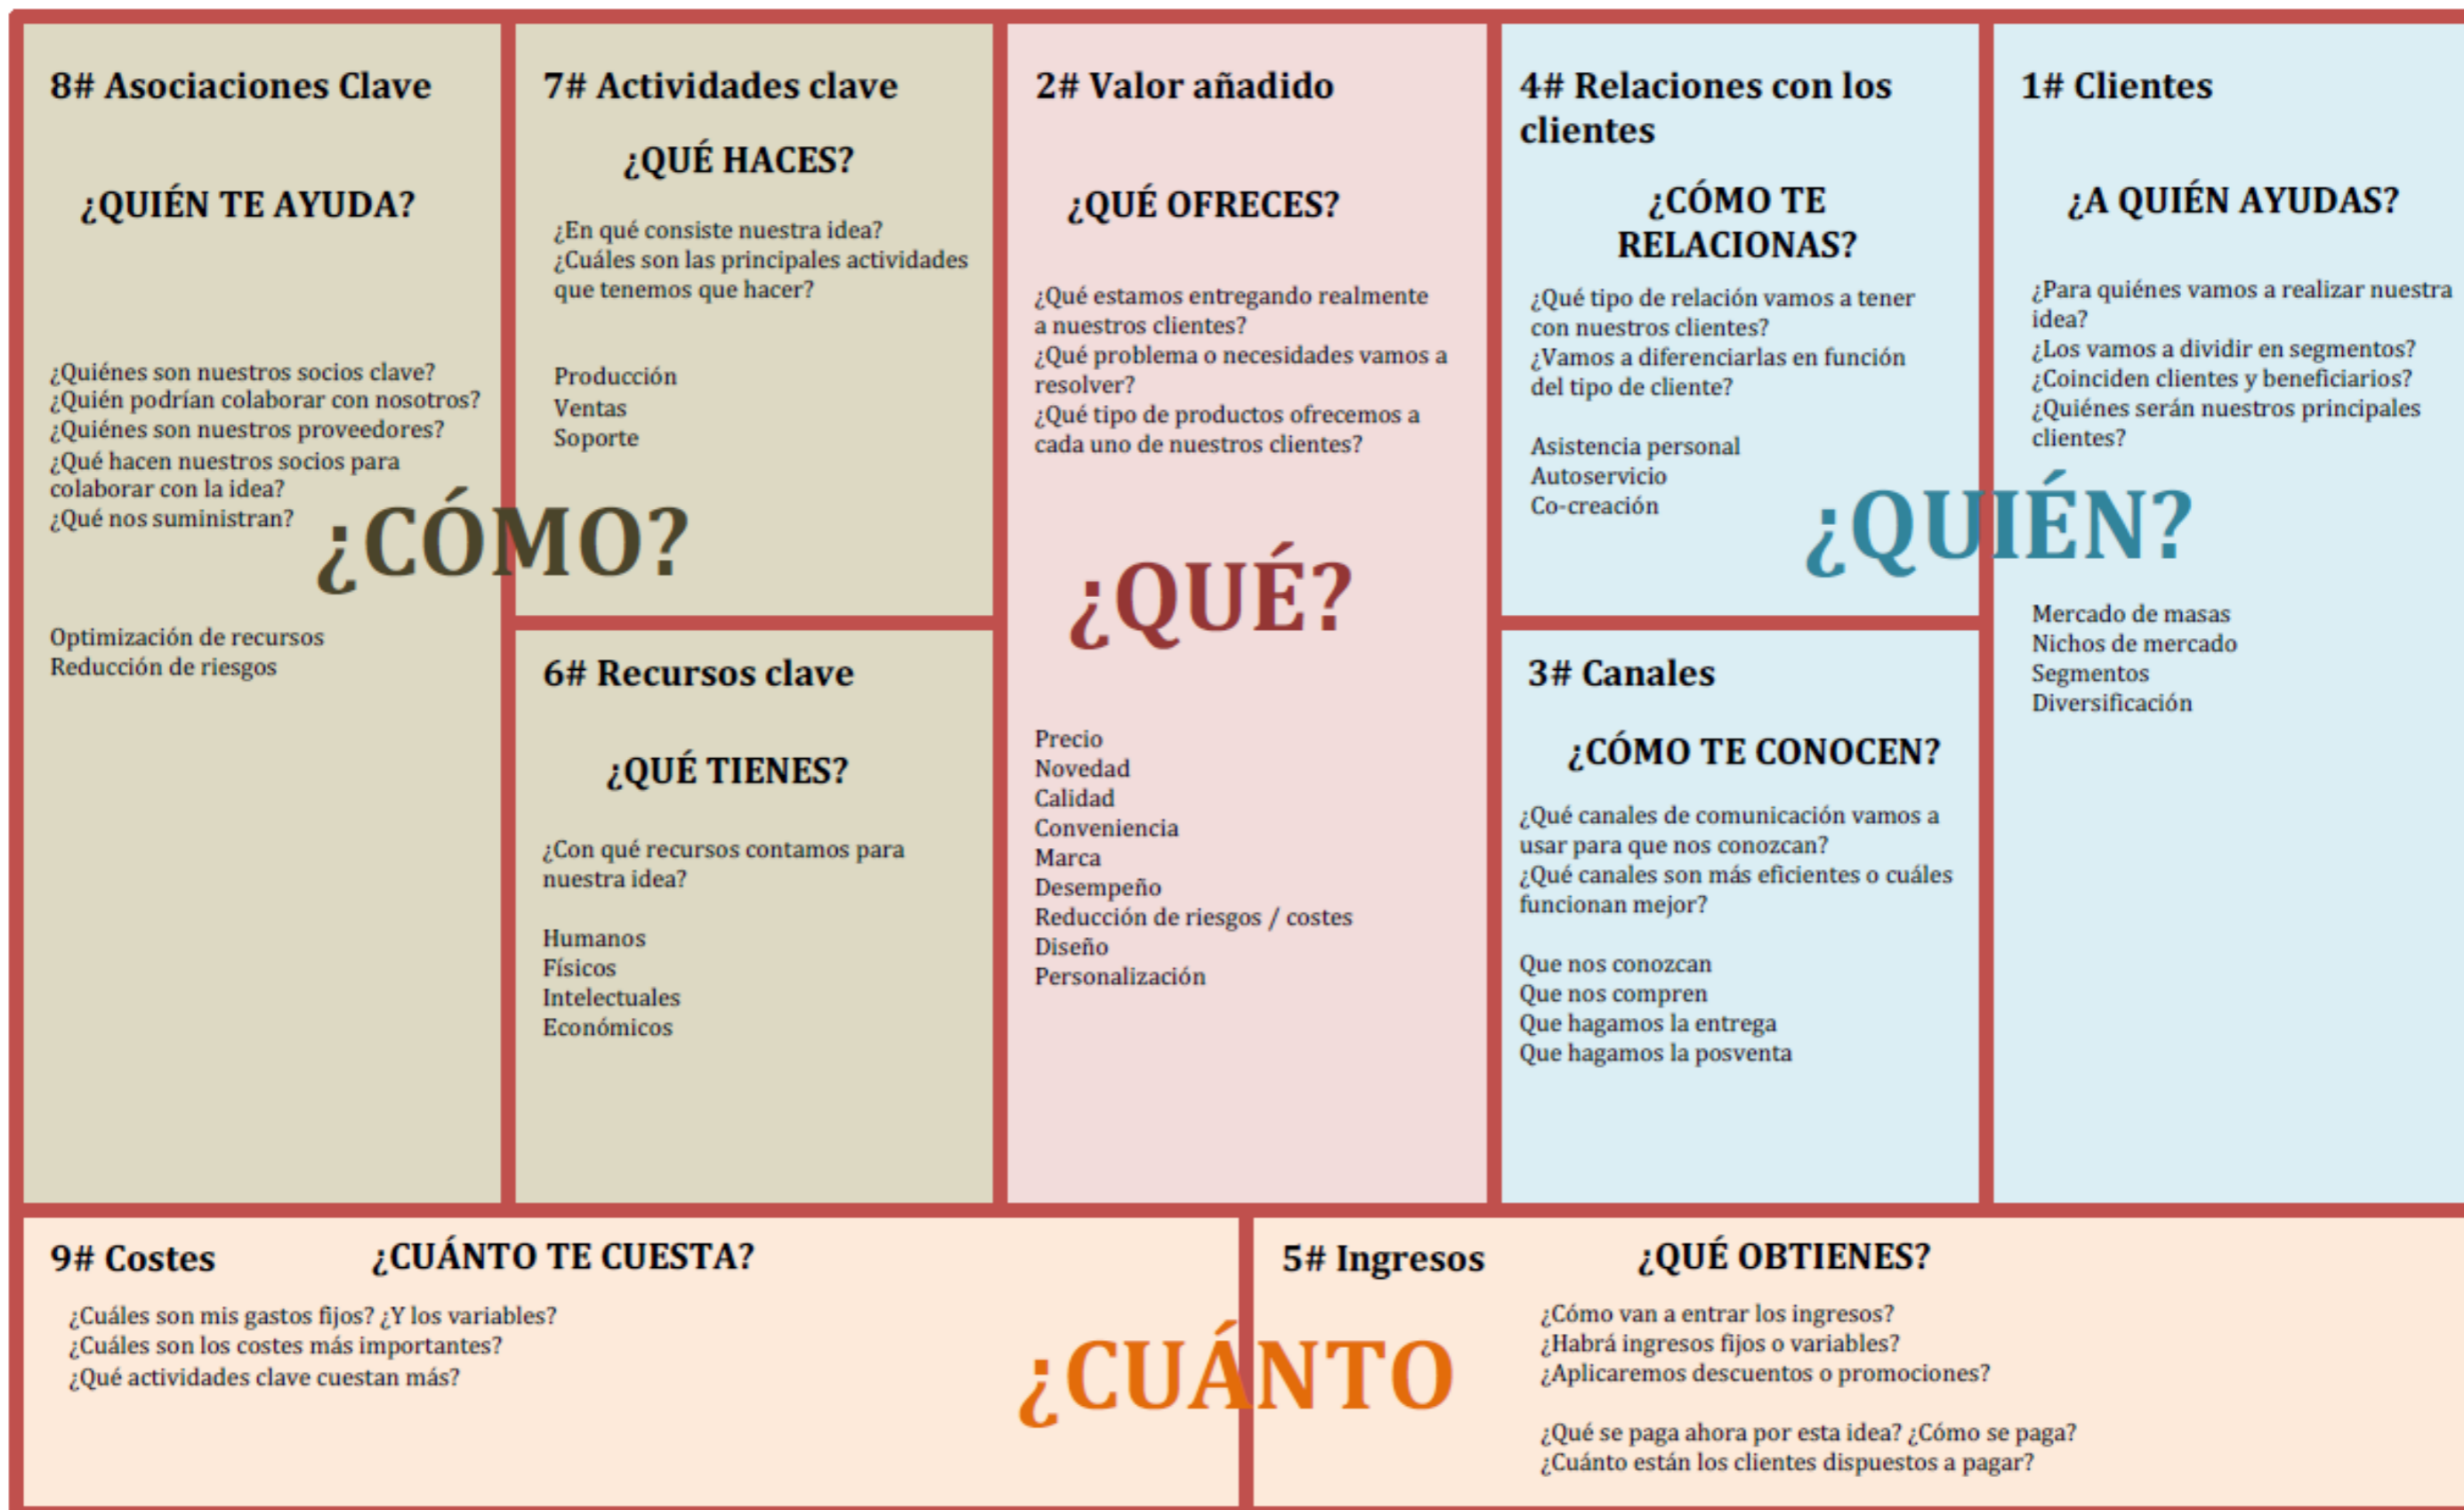 8# Asociaciones Clave
¿QUIÉN TE AYUDA?
¿Quiénes son nuestros socios clave?
¿Quién podrían colaborar con nosotros?
¿Quiénes son nuestros proveedores?
¿Qué hacen nuestros socios para
colaborar con la idea?
¿Qué nos suministran?
¿CÓMO?
Optimización de recursos
Reducción de riesgos
7# Actividades clave
¿QUÉ HACES?
¿En qué consiste nuestra idea?
¿Cuáles son las principales actividades
que tenemos que hacer?
Producción
Ventas
Soporte
6# Recursos clave
¿QUÉ TIENES?
¿Con qué recursos contamos para
nuestra idea?
Humanos
Físicos
Intelectuales
Económicos
2# Valor añadido
¿QUÉ OFRECES?
¿Qué estamos entregando realmente
a nuestros clientes?
¿Qué problema o necesidades vamos a
resolver?
¿Qué tipo de productos ofrecemos a
cada uno de nuestros clientes?
¿QUÉ?
Precio
Novedad
Calidad
Conveniencia
Marca
Desempeño
Reducción de riesgos / costes
Diseño
Personalización
4# Relaciones con los
clientes
¿CÓMO TE
RELACIONAS?
¿Qué tipo de relación vamos a tener
con nuestros clientes?
¿Vamos a diferenciarlas en función
del tipo de cliente?
Asistencia personal
Autoservicio
Co-creación
¿QUIÉN?
3# Canales
¿CÓMO TE CONOCEN?
¿Qué canales de comunicación vamos a
usar para que nos conozcan?
¿Qué canales son más eficientes o cuáles
funcionan mejor?
Que nos conozcan
Que nos compren
Que hagamos la entrega
Que hagamos la posventa
1# Clientes
¿A QUIÉN AYUDAS?
¿Para quiénes vamos a realizar nuestra
idea?
¿Los vamos a dividir en segmentos?
¿Coinciden clientes y beneficiarios?
¿Quiénes serán nuestros principales
clientes?
Mercado de masas
Nichos de mercado
Segmentos
Diversificación
9# Costes
¿CUÁNTO TE CUESTA?
¿Cuáles son mis gastos fijos? ¿Y los variables?
¿Cuáles son los costes más importantes?
¿Qué actividades clave cuestan más?
¿CUÁNTO
5# Ingresos
¿QUÉ OBTIENES?
¿Cómo van a entrar los ingresos?
¿Habrá ingresos fijos o variables?
¿Aplicaremos descuentos o promociones?
¿Qué se paga ahora por esta idea? ¿Cómo se paga?
¿Cuánto están los clientes dispuestos a pagar?